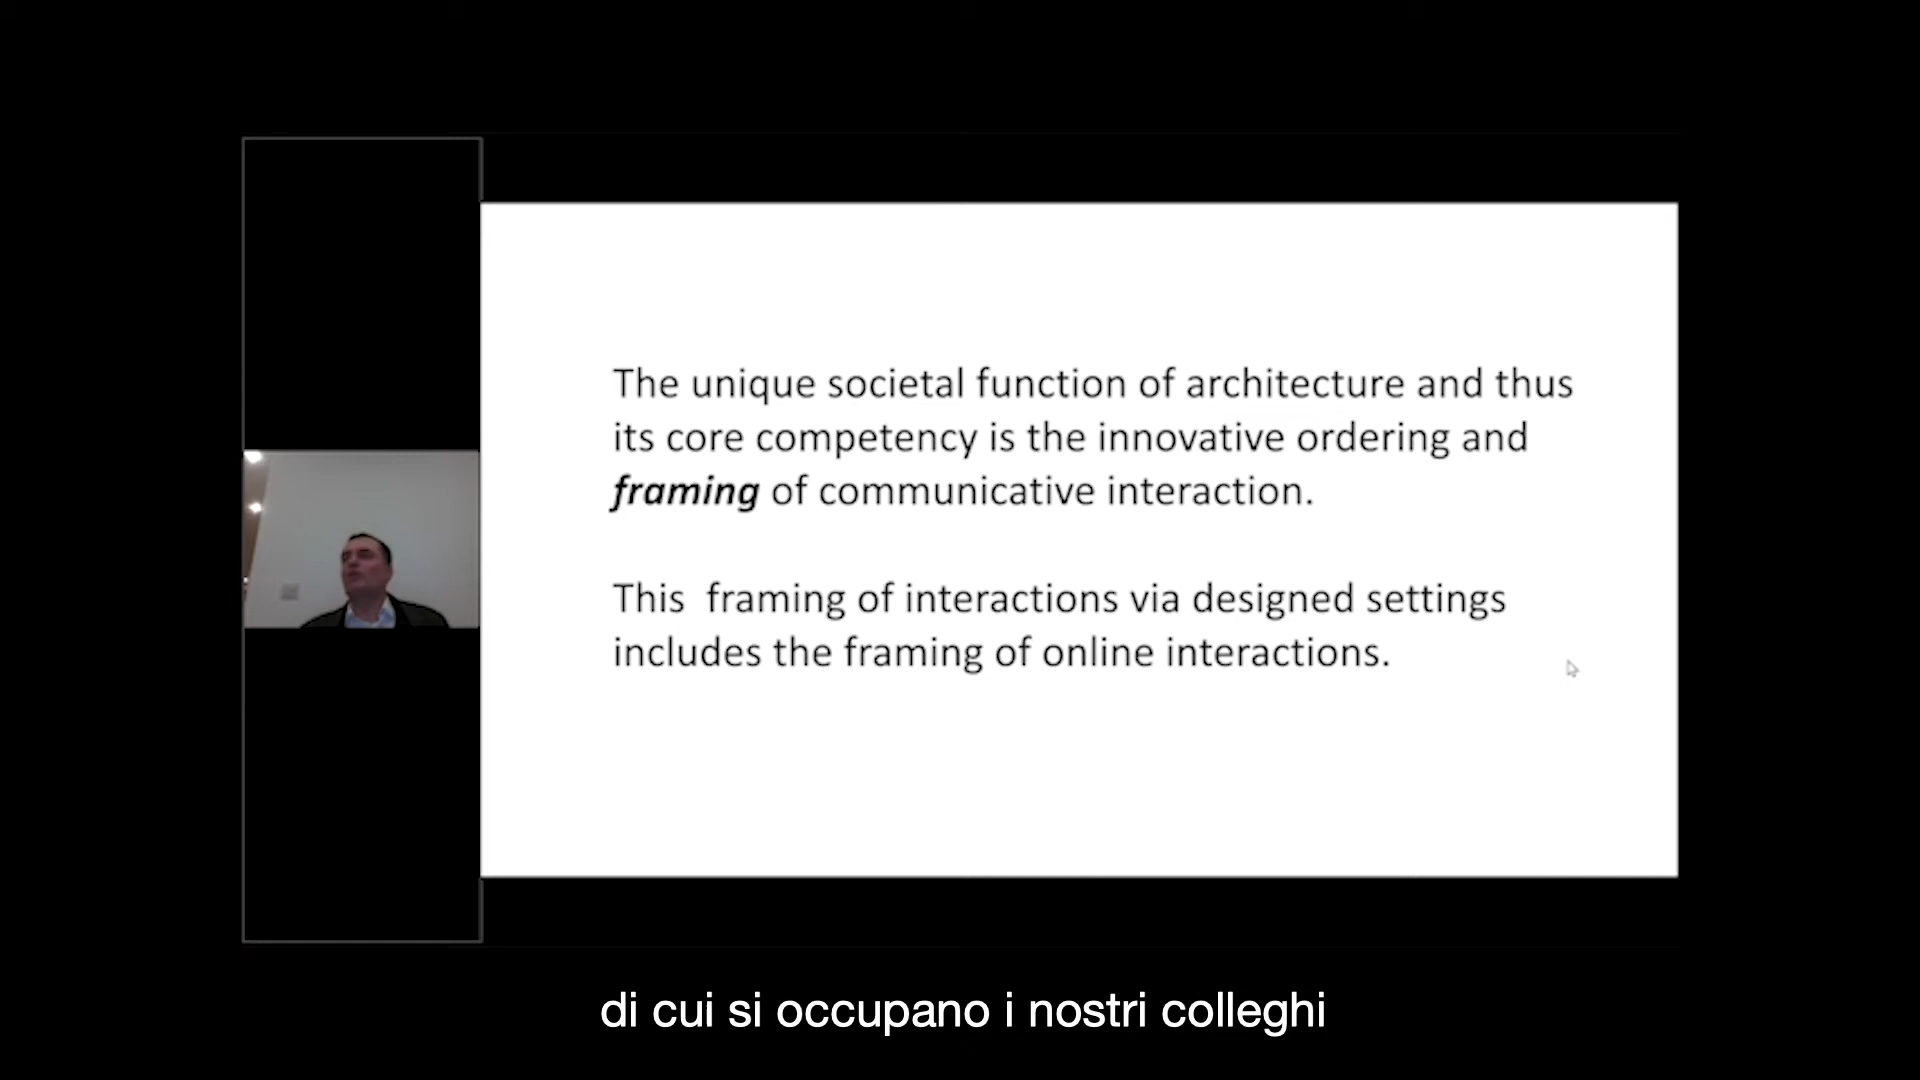 The unique societal function of architecture and thus
its core competency is the innovative ordering and
framing of communicative interaction.
This  framing of interactions via designed settings
includes the framing of online interactions.
di cui si occupano i nostri colleghi